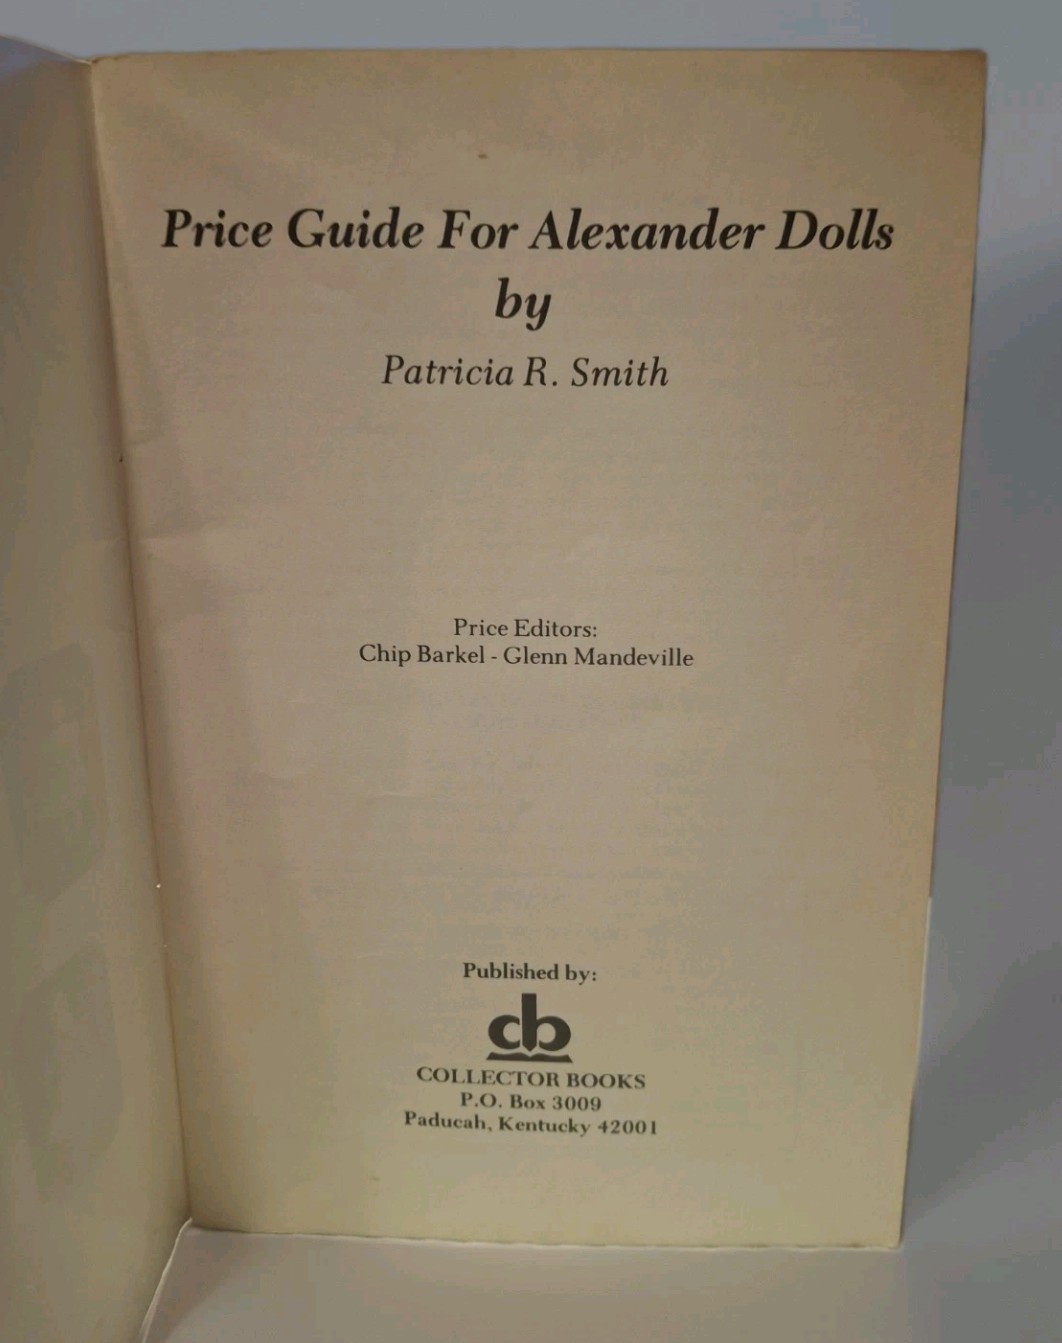 Price Guide For Alexander Dolls
by
Patricia R. Smith
Price Editors:
Chip Barkel - Glenn Mandeville
Published by:
cb
COLLECTOR BOOKS
P.O. Box 3009
Paducah, Kentucky 42001